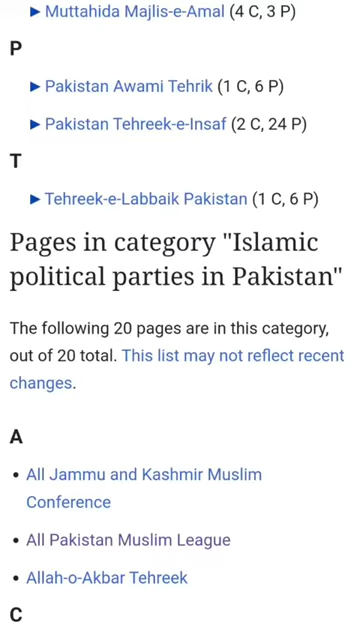 ► Muttahida Majlis-e-Amal (4 C, 3 P)
P
► Pakistan Awami Tehrik (1 C, 6 P)
► Pakistan Tehreek-e-Insaf (2 C, 24 P)
T
► Tehreek-e-Labbaik Pakistan (1 C, 6 P)
Pages in category "Islamic
political parties in Pakistan"
The following 20 pages are in this category,
out of 20 total. This list may not reflect recent
changes.
A
• All Jammu and Kashmir Muslim
Conference
• All Pakistan Muslim League
• Allah-o-Akbar Tehreek
C